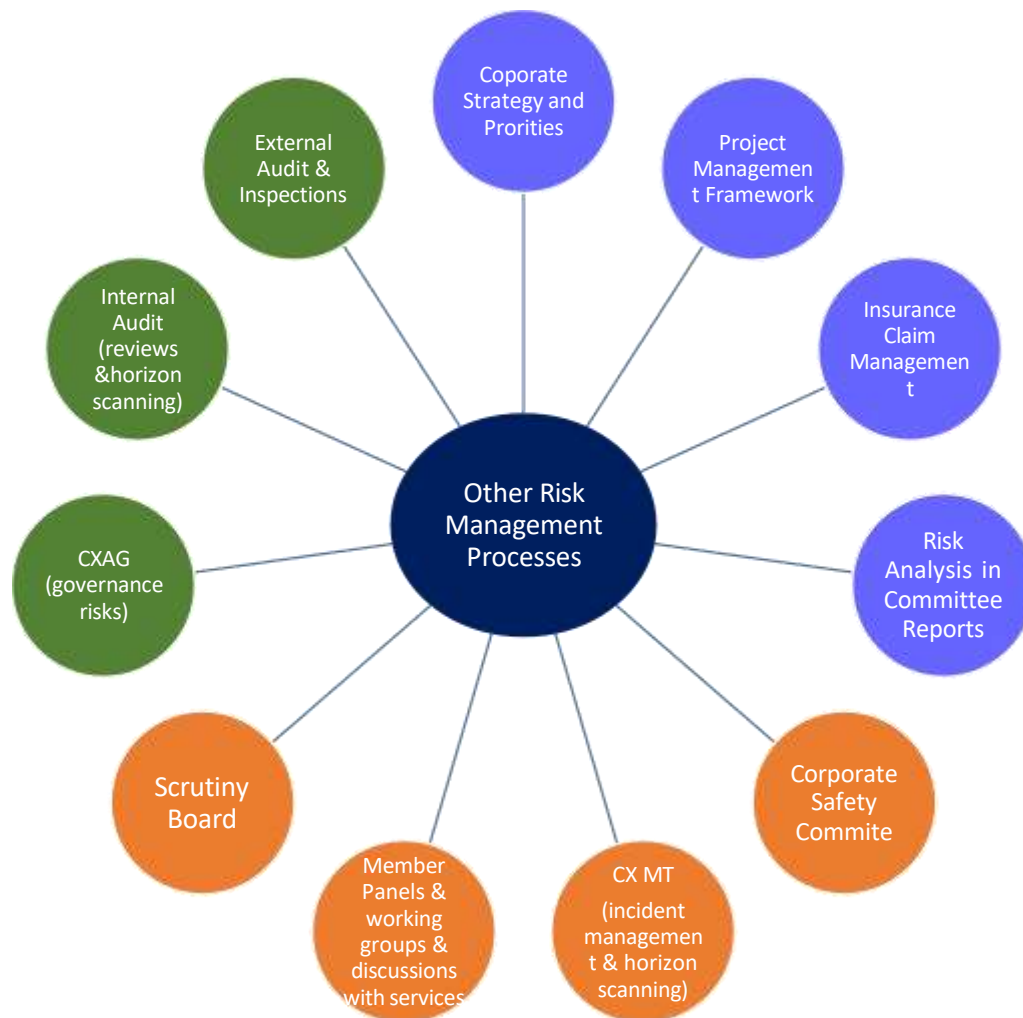 Coporate
Strategy and
Prorities
Project
Managemen
t Framework
Insurance
Claim
Managemen
t
Risk
Analysis in
Committee
Reports
Corporate
Safety
Commite
CX MT
(incident
managemen
t & horizon
scanning)
Member
Panels &
working
groups &
discussions
with services
Scrutiny
Board
CXAG
(governance
risks)
Internal
Audit
(reviews
&horizon
scanning)
External
Audit &
Inspections
Other Risk
Management
Processes